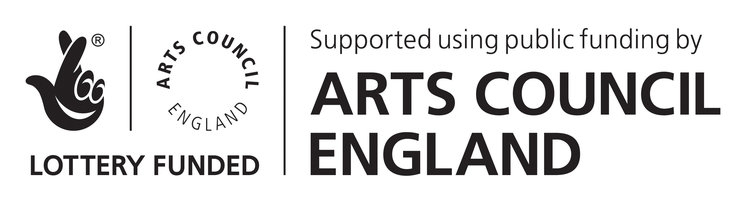 ®
ARTS COUNCIL
ENGLAND
LOTTERY FUNDED
Supported using public funding by
ARTS COUNCIL
ENGLAND